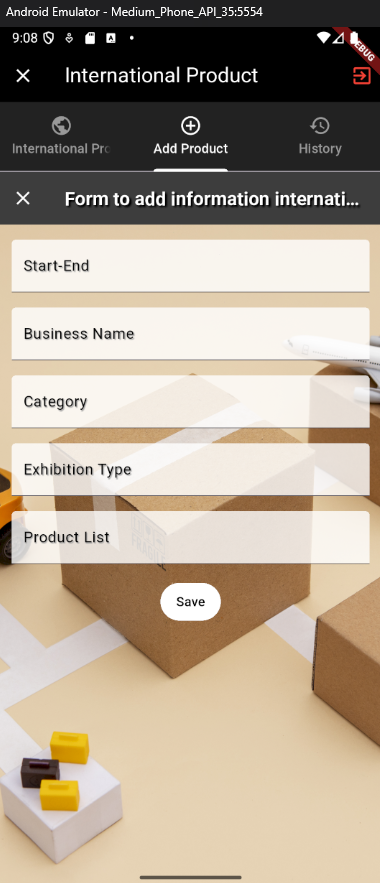 Android Emulator - Medium_Phone_API_35:5554
9:08
DEBUG
International Product
International Pro
Add Product
History
Form to add information internati...
Start-End
Business Name
Category
Exhibition Type
Product List
Save